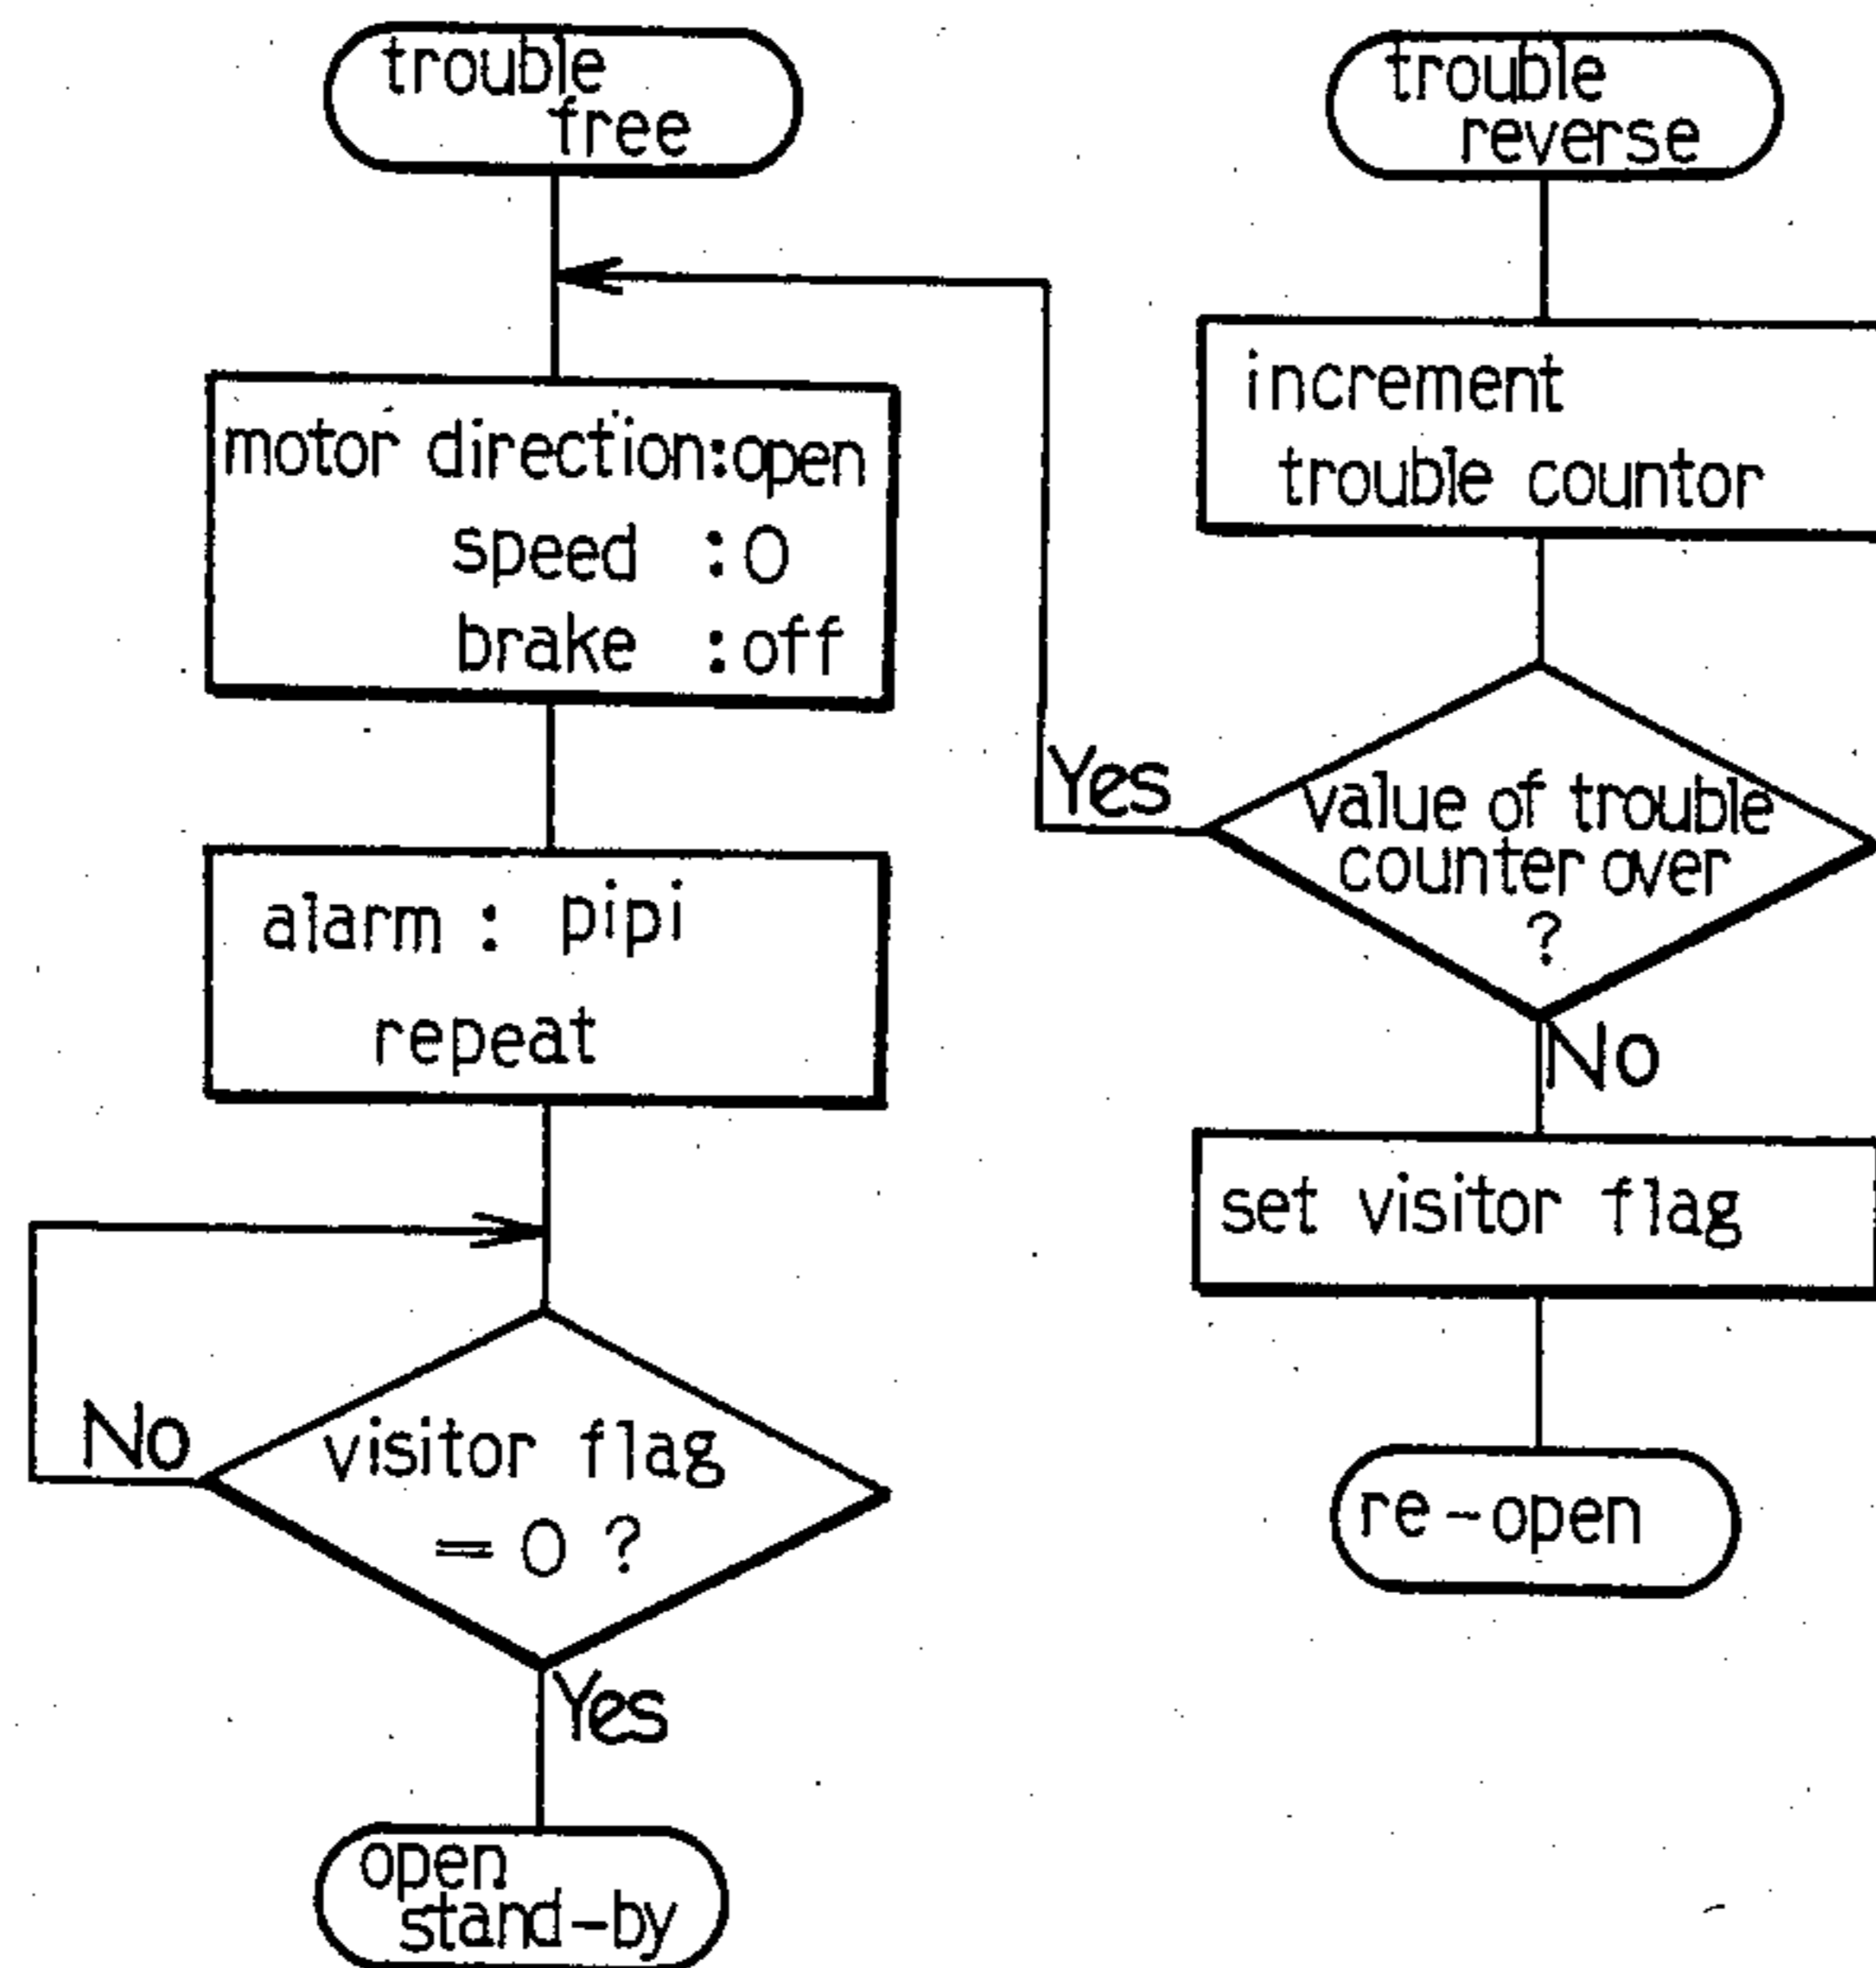 trouble
free
motor direction:open
speed :0
brake :off
alarm : pipi
repeat
No
visitor flag
= 0 ?
Yes
open
stand-by
trouble
reverse
increment
trouble countor
Yes
value of trouble
counter over
?
No
set visitor flag
re-open